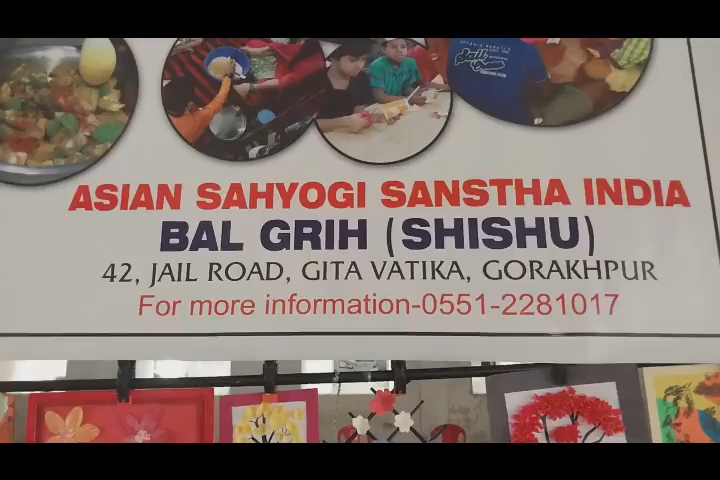 ASIAN SAHYOGI SANSTHA INDIA
BAL GRIH (SHISHU)
42, JAIL ROAD, GITA VATIKA, GORAKHPUR
For more information-0551-2281017